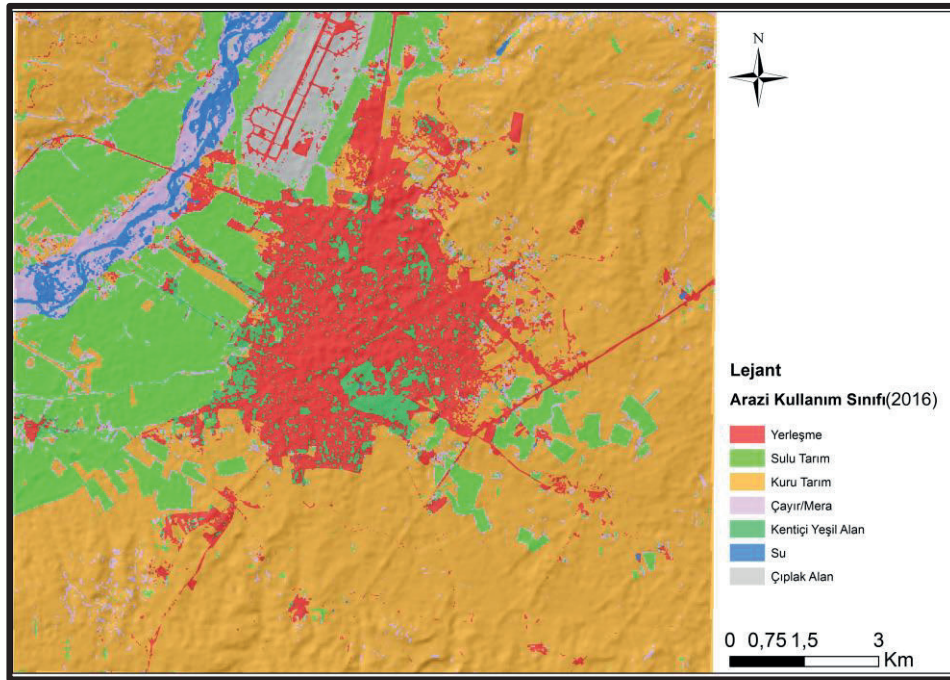 N
Lejant
Arazi Kullanım Sınıfı(2016)
Yerleşme
Sulu Tarım
Kuru Tarım
Çayır/Mera
Kentiçi Yeşil Alan
Su
Çıplak Alan
0 0,75 1,5 3
Km